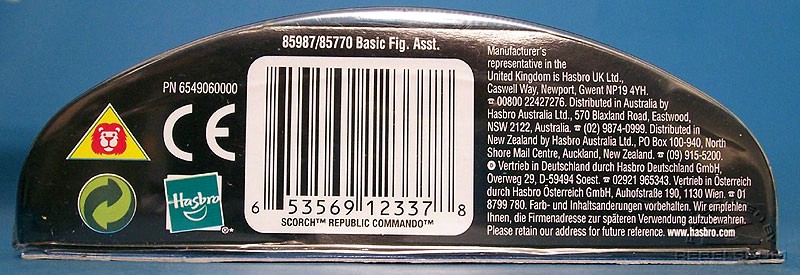 85987/85770 Basic Fig. Asst.
PN 6549060000
CE
Hasbro
®*
6 53569 12337 8
SCORCH™ REPUBLIC COMMANDO™
Manufacturer's
representative in the
United Kingdom is Hasbro UK Ltd.,
Caswell Way, Newport, Gwent NP19 4YH.
☎ 00800 22427276. Distributed in Australia by
Hasbro Australia Ltd., 570 Blaxland Road, Eastwood,
NSW 2122, Australia. ☎ (02) 9874-0999. Distributed in
New Zealand by Hasbro Australia Ltd., PO Box 100-940, North
Shore Mail Centre, Auckland, New Zealand. ☎ (09) 915-5200.
Vertrieb in Deutschland durch Hasbro Deutschland GmbH,
Overweg 29, D-59494 Soest. ☎ 02921 965343. Vertrieb in Österreich
durch Hasbro Österreich GmbH, Auhofstraße 190, 1130 Wien. ☎ 01
8799 780. Farb- und Inhaltsänderungen vorbehalten. Wir empfehlen
Ihnen, die Firmenadresse zur späteren Verwendung aufzubewahren.
Please retain our address for future reference. www.hasbro.com